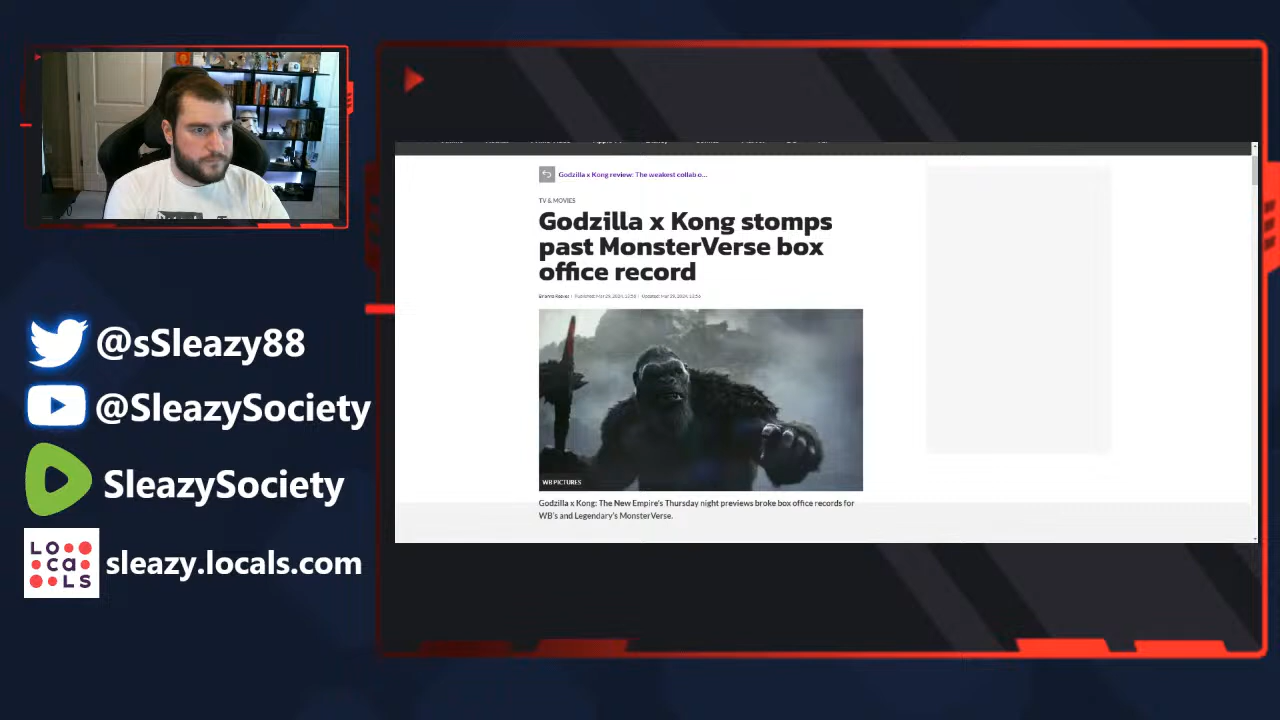 @sSleazy88
@SleazySociety
SleazySociety
LO
ca
LS
sleazy.locals.com
Godzilla x Kong review: The weakest collab o...
TV & MOVIES
Godzilla x Kong stomps
past MonsterVerse box
office record
WB PICTURES
Godzilla x Kong: The New Empire's Thursday night previews broke box office records for
WB's and Legendary's MonsterVerse.